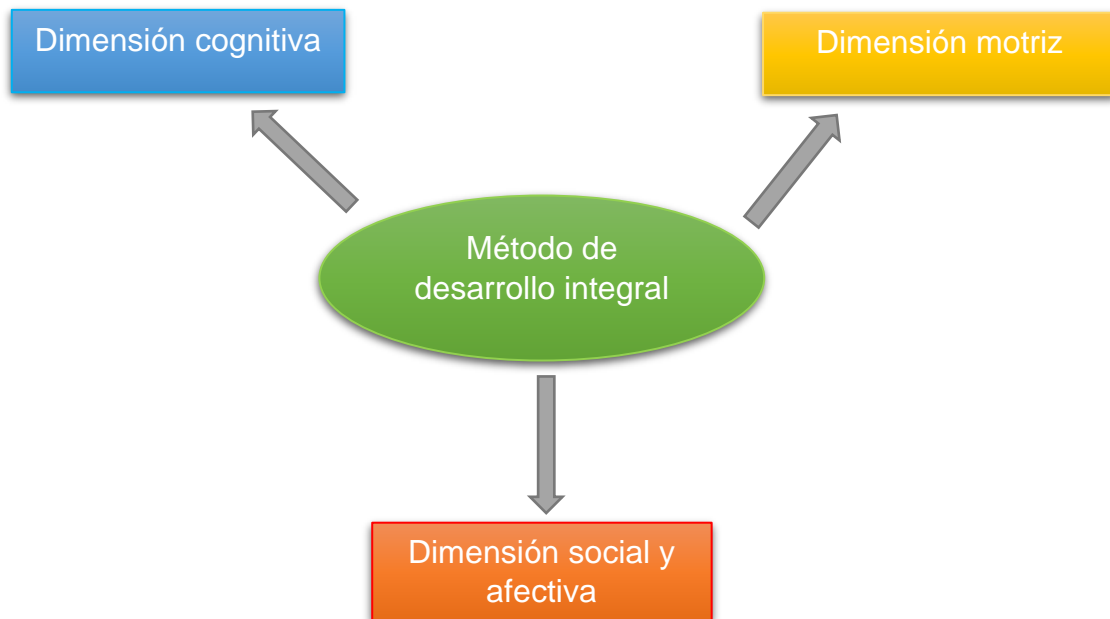 Dimensión cognitiva
Dimensión motriz
Método de
desarrollo integral
Dimensión social y
afectiva